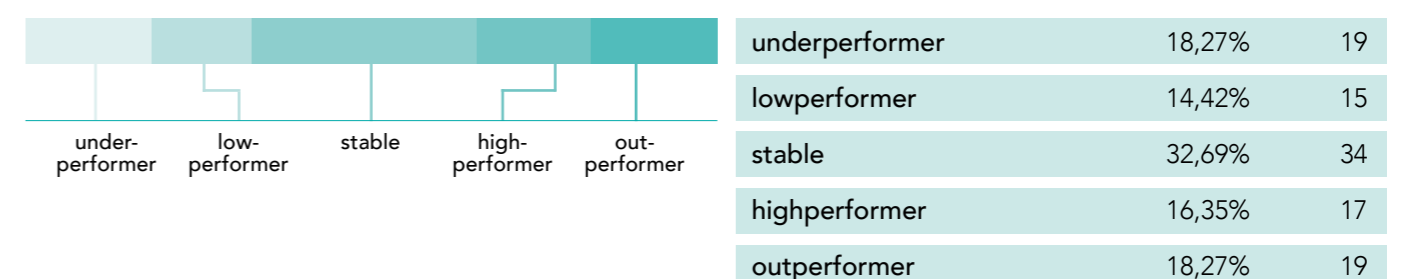 under-
performer
low-
performer
stable
high-
performer
out-
performer
underperformer 18,27% 19
lowperformer 14,42% 15
stable 32,69% 34
highperformer 16,35% 17
outperformer 18,27% 19